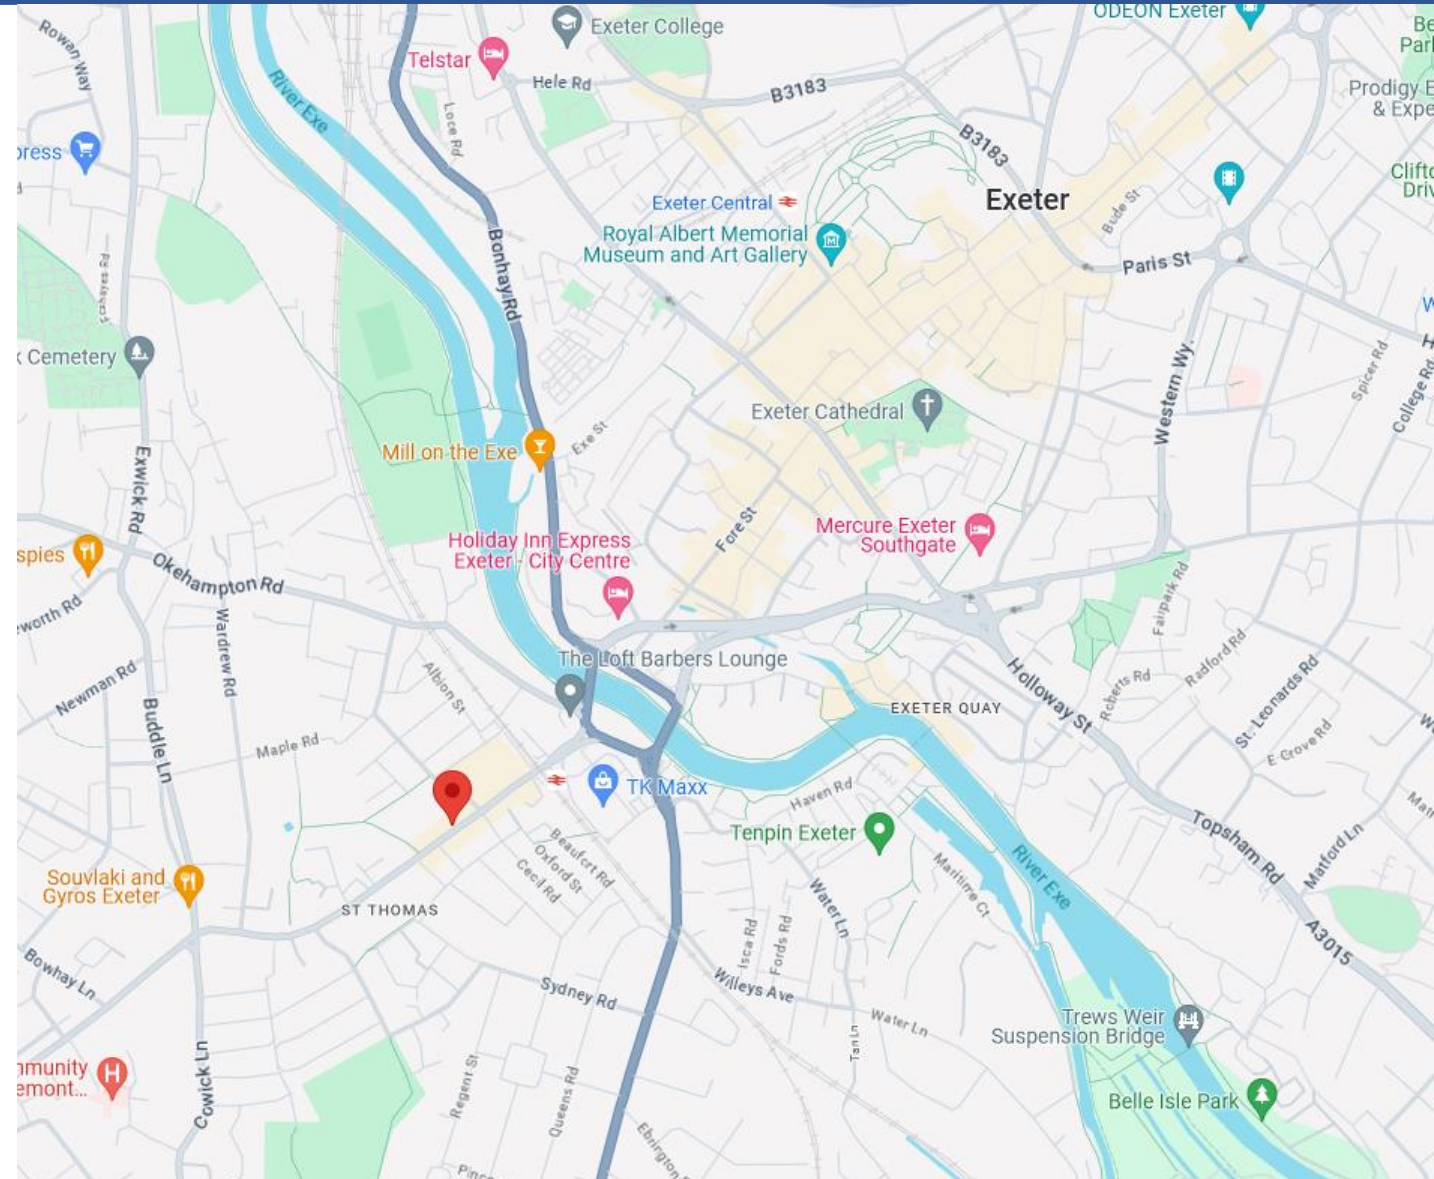 ODEON Exeter
Exeter College
Rowan Way
Telstar
Hele Rd
B3183
Prodigy E
& Expe
River Exe
Loce Rd
B3183
ress
Exeter Central
Exeter
Bude St
Royal Albert Memorial
Museum and Art Gallery
Bonhay Rd
Paris St
Cemetery
Spicer Rd
College Rd
Western Wy.
Exeter Cathedral
Mill on the Exe
Exe St
Exwick Rd
Fore St
Mercure Exeter
Southgate
Holiday Inn Express
Exeter - City Centre
spies
Okehampton Rd
worth Rd
Wardrew Rd
Fairpark Rd
Radford Rd
Roberts Rd
St. Leonards Rd
The Loft Barbers Lounge
Newman Rd
Albion St
Holloway St
EXETER QUAY
Buddle Ln
Maple Rd
E Grove Rd
TK Maxx
Haven Rd
Tenpin Exeter
Topsham Rd
Matford Ln
Beaufort Rd
Oxford St
Cecil Rd
River Exe
Maritime Ct
Souvlaki and
Gyros Exeter
ST THOMAS
Water Ln
Isca Rd
Fords Rd
A3015
Bowhay Ln
Sydney Rd
Willeys Ave
Water Ln
Tan Ln
Trews Weir
Suspension Bridge
mmunity
emont...
Cowick Ln
Regent St
Queens Rd
Belle Isle Park
Ebrington